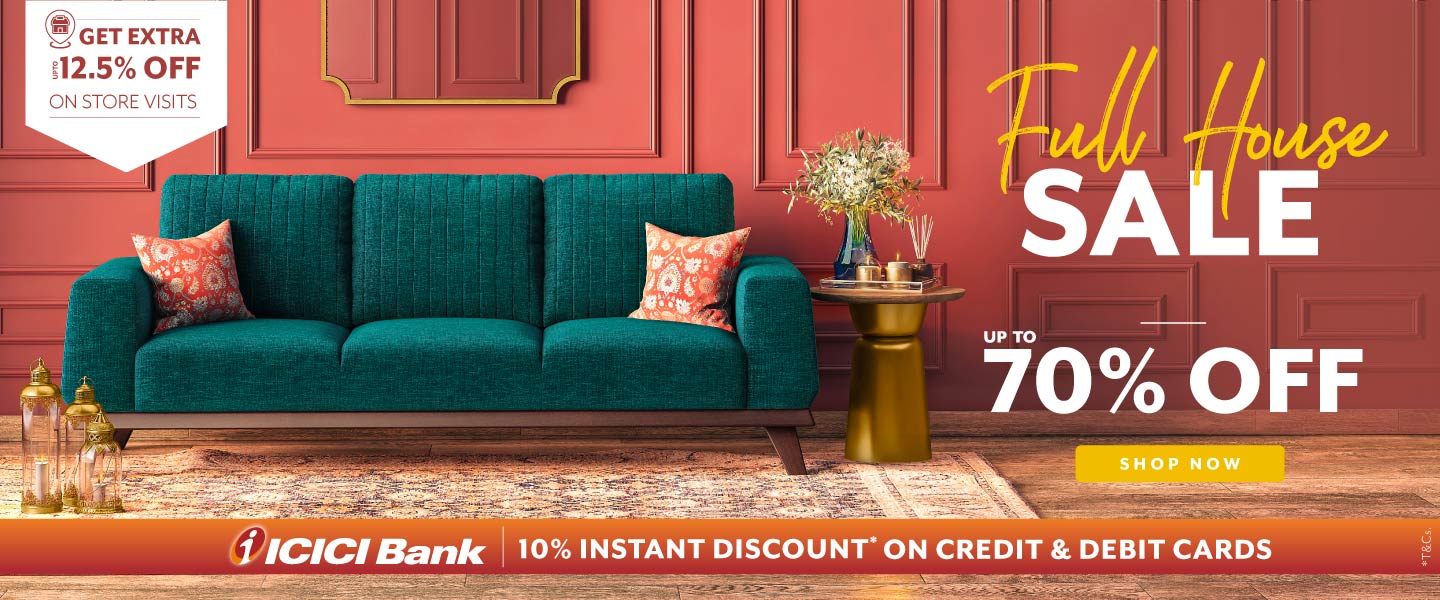 GET EXTRA
UPTO 12.5% OFF
ON STORE VISITS
Full House
SALE
UP TO
70% OFF
SHOP NOW
i ICICI Bank | 10% INSTANT DISCOUNT* ON CREDIT & DEBIT CARDS
*T&Cs.